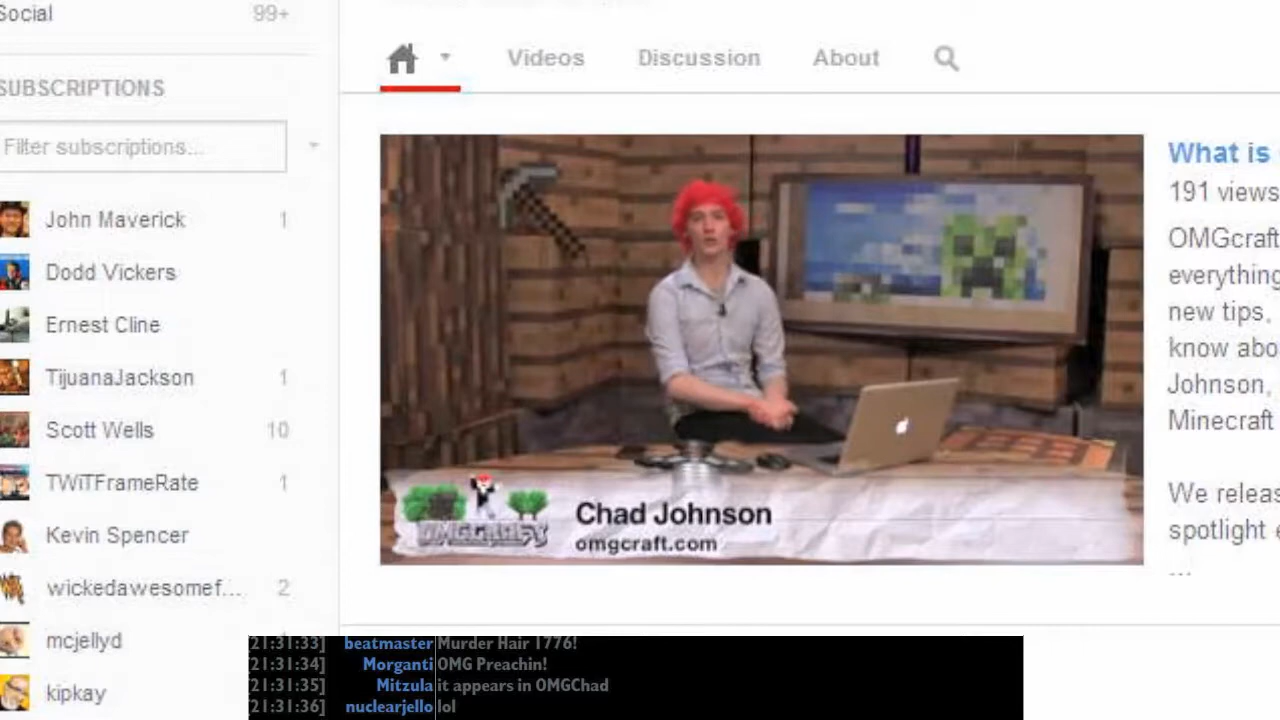 Social 99+
SUBSCRIPTIONS
Filter subscriptions...
John Maverick 1
Dodd Vickers
Ernest Cline
TijuanaJackson 1
Scott Wells 10
TWiTFrameRate 1
Kevin Spencer
wickedawesomef... 2
mcjellyd
kipkay
Videos Discussion About
OMGCRAFT
Chad Johnson
omgcraft.com
What is
191 views
OMGcraft
everything
new tips,
know abo
Johnson,
Minecraft
We releas
spotlight
...
[21:31:33] beatmaster Murder Hair 1776!
[21:31:34] Morganti OMG Preachin!
[21:31:35] Mitzula it appears in OMGChad
[21:31:36] nuclearjello lol